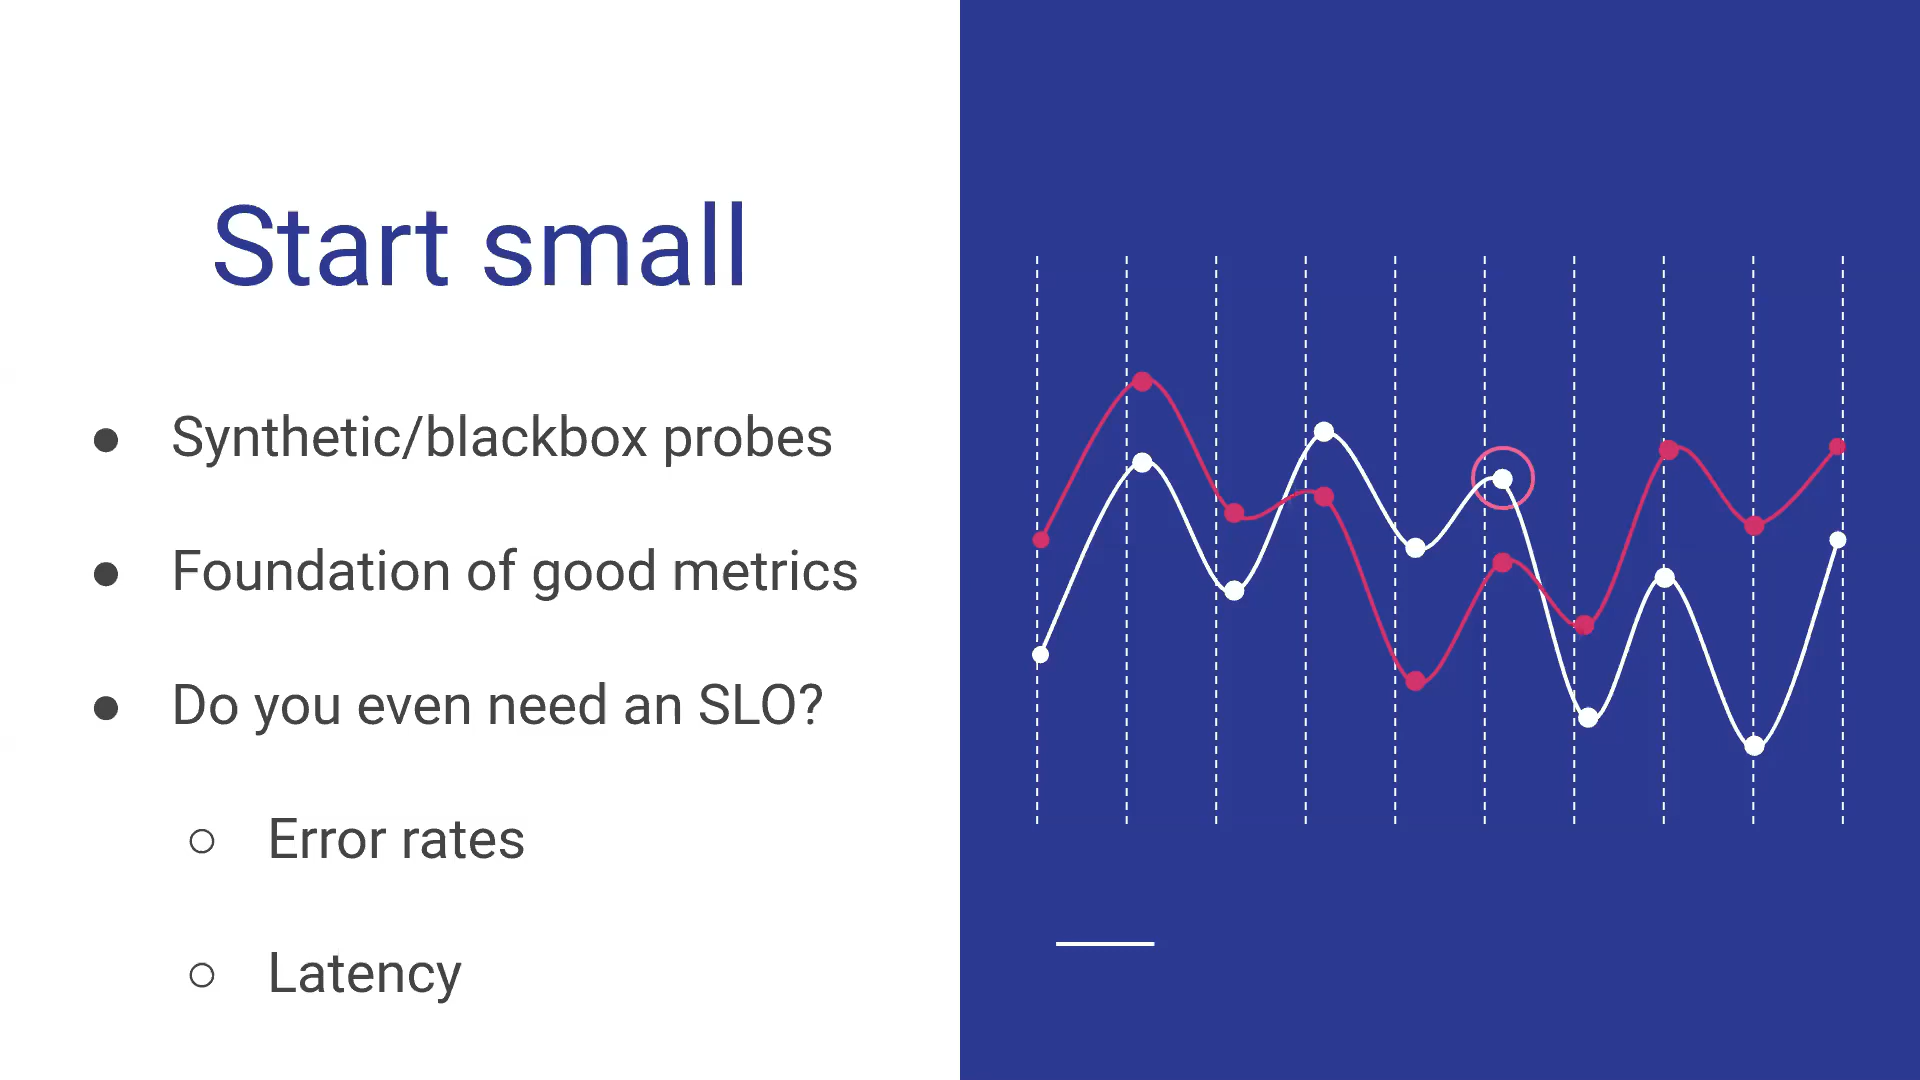 Start small
● Synthetic/blackbox probes
● Foundation of good metrics
● Do you even need an SLO?
○ Error rates
○ Latency